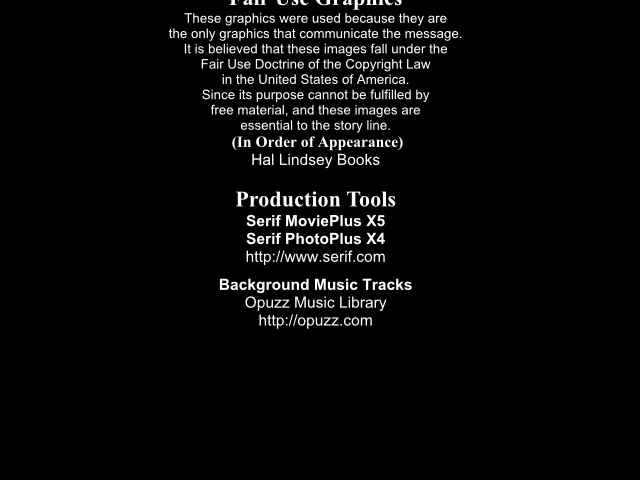 Fair Use Graphics
These graphics were used because they are
the only graphics that communicate the message.
It is believed that these images fall under the
Fair Use Doctrine of the Copyright Law
in the United States of America.
Since its purpose cannot be fulfilled by
free material, and these images are
essential to the story line.
(In Order of Appearance)
Hal Lindsey Books
Production Tools
Serif MoviePlus X5
Serif PhotoPlus X4
http://www.serif.com
Background Music Tracks
Opuzz Music Library
http://opuzz.com